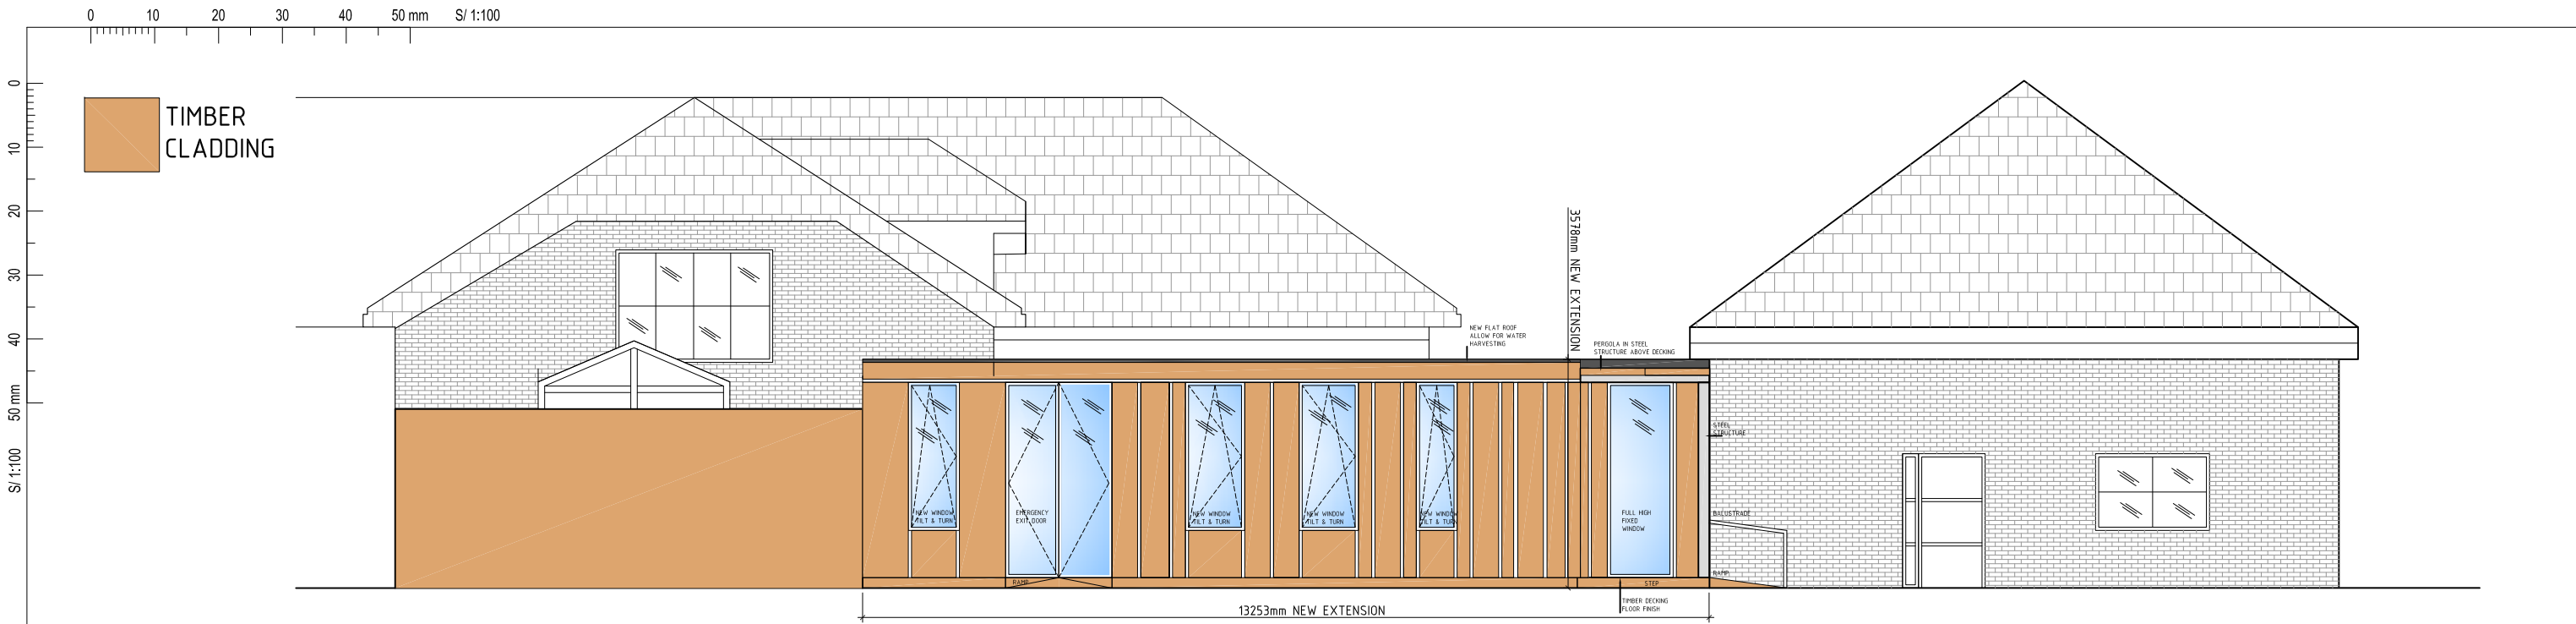 0 10 20 30 40 50 mm S/ 1:100
0
10
20
30
40
50 mm
S/ 1:100
TIMBER
CLADDING
3578mm NEW EXTENSION
NEW FLAT ROOF
ALLOW FOR WATER
HARVESTING
PERGOLA IN STEEL
STRUCTURE ABOVE DECKING
STEEL
STRUCTURE
NEW WINDOW
TILT & TURN
EMERGENCY
EXIT DOOR
NEW WINDOW
TILT & TURN
NEW WINDOW
TILT & TURN
NEW WINDOW
TILT & TURN
FULL HIGH
FIXED
WINDOW
BALUSTRADE
RAMP
RAMP
STEP
TIMBER DECKING
FLOOR FINISH
13253mm NEW EXTENSION